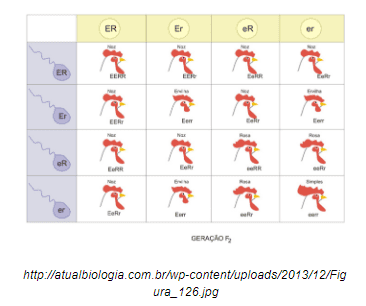 ER Er eR er
Noz Noz Noz Noz
ER
EERR EERr EeRR EeRr
Noz Ervilha Noz Ervilha
Er
EERr Eerr EeRr Eerr
Noz Noz Rosa Rosa
eR
EeRR EeRr eeRR eeRr
Noz Ervilha Rosa Simples
er
EeRr Eerr eeRr eerr
GERAÇÃO F2
http://atualbiologia.com.br/wp-content/uploads/2013/12/Fig
ura_126.jpg